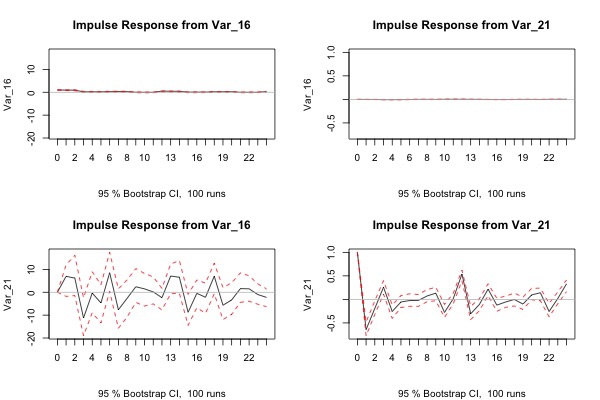 Impulse Response from Var_16
Var_16
10
0
-10
-20
0 2 4 6 8 10 13 16 19 22
95 % Bootstrap CI, 100 runs
Impulse Response from Var_21
Var_16
1.0
0.5
-0.5
0 2 4 6 8 10 13 16 19 22
95 % Bootstrap CI, 100 runs
Impulse Response from Var_16
Var_21
10
0
-10
-20
0 2 4 6 8 10 13 16 19 22
95 % Bootstrap CI, 100 runs
Impulse Response from Var_21
Var_21
1.0
0.5
-0.5
0 2 4 6 8 10 13 16 19 22
95 % Bootstrap CI, 100 runs